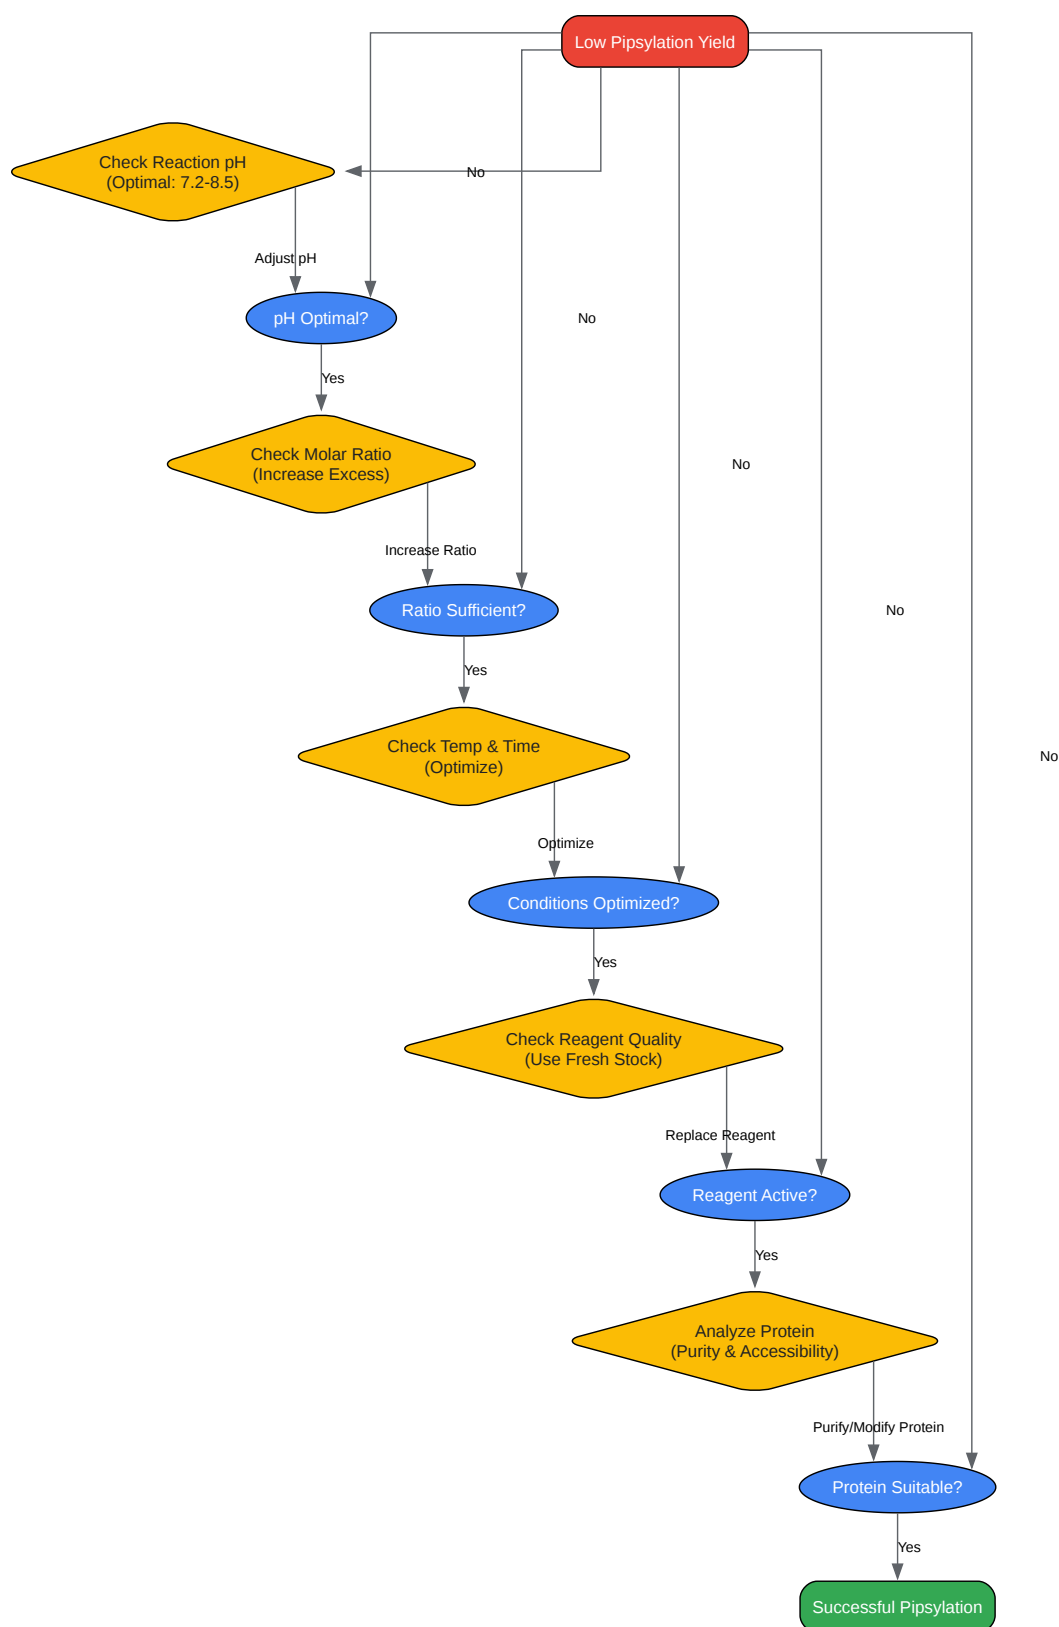 Low Pipsylation Yield
Check Reaction pH
(Optimal: 7.2-8.5)
No
Adjust pH
pH Optimal?
No
Yes
Check Molar Ratio
(Increase Excess)
No
Increase Ratio
Ratio Sufficient?
No
Yes
Check Temp & Time
(Optimize)
No
Optimize
Conditions Optimized?
Yes
Check Reagent Quality
(Use Fresh Stock)
Replace Reagent
Reagent Active?
Yes
Analyze Protein
(Purity & Accessibility)
Purify/Modify Protein
Protein Suitable?
Yes
Successful Pipsylation